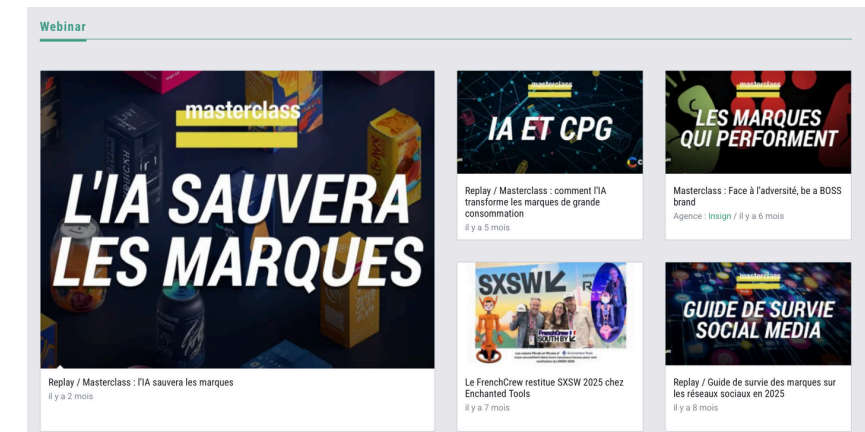 Webinar
masterclass
L'IA SAUVERA
LES MARQUES
Replay / Masterclass : l'IA sauvera les marques
il y a 2 mois
masterclass
IA ET CPG
Replay / Masterclass : comment l'IA
transforme les marques de grande
consommation
il y a 5 mois
masterclass
LES MARQUES
QUI PERFORMENT
Masterclass : Face à l'adversité, be a BOSS
brand
Agence : Insign / il y a 6 mois
SXSW
FrenchCrew
SOUTH BY
Le FrenchCrew restitue SXSW 2025 chez
Enchanted Tools
il y a 7 mois
masterclass
GUIDE DE SURVIE
SOCIAL MEDIA
Replay / Guide de survie des marques sur
les réseaux sociaux en 2025
il y a 8 mois